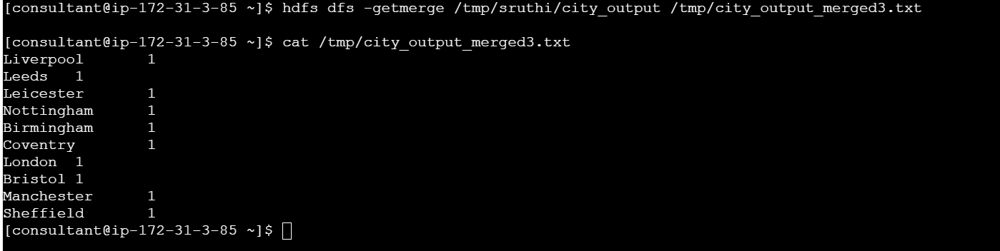 [consultant@ip-172-31-3-85 ~]$ hdfs dfs -getmerge /tmp/sruthi/city_output /tmp/city_output_merged3.txt
[consultant@ip-172-31-3-85 ~]$ cat /tmp/city_output_merged3.txt
Liverpool	1
Leeds	1
Leicester	1
Nottingham	1
Birmingham	1
Coventry	1
London	1
Bristol	1
Manchester	1
Sheffield	1
[consultant@ip-172-31-3-85 ~]$